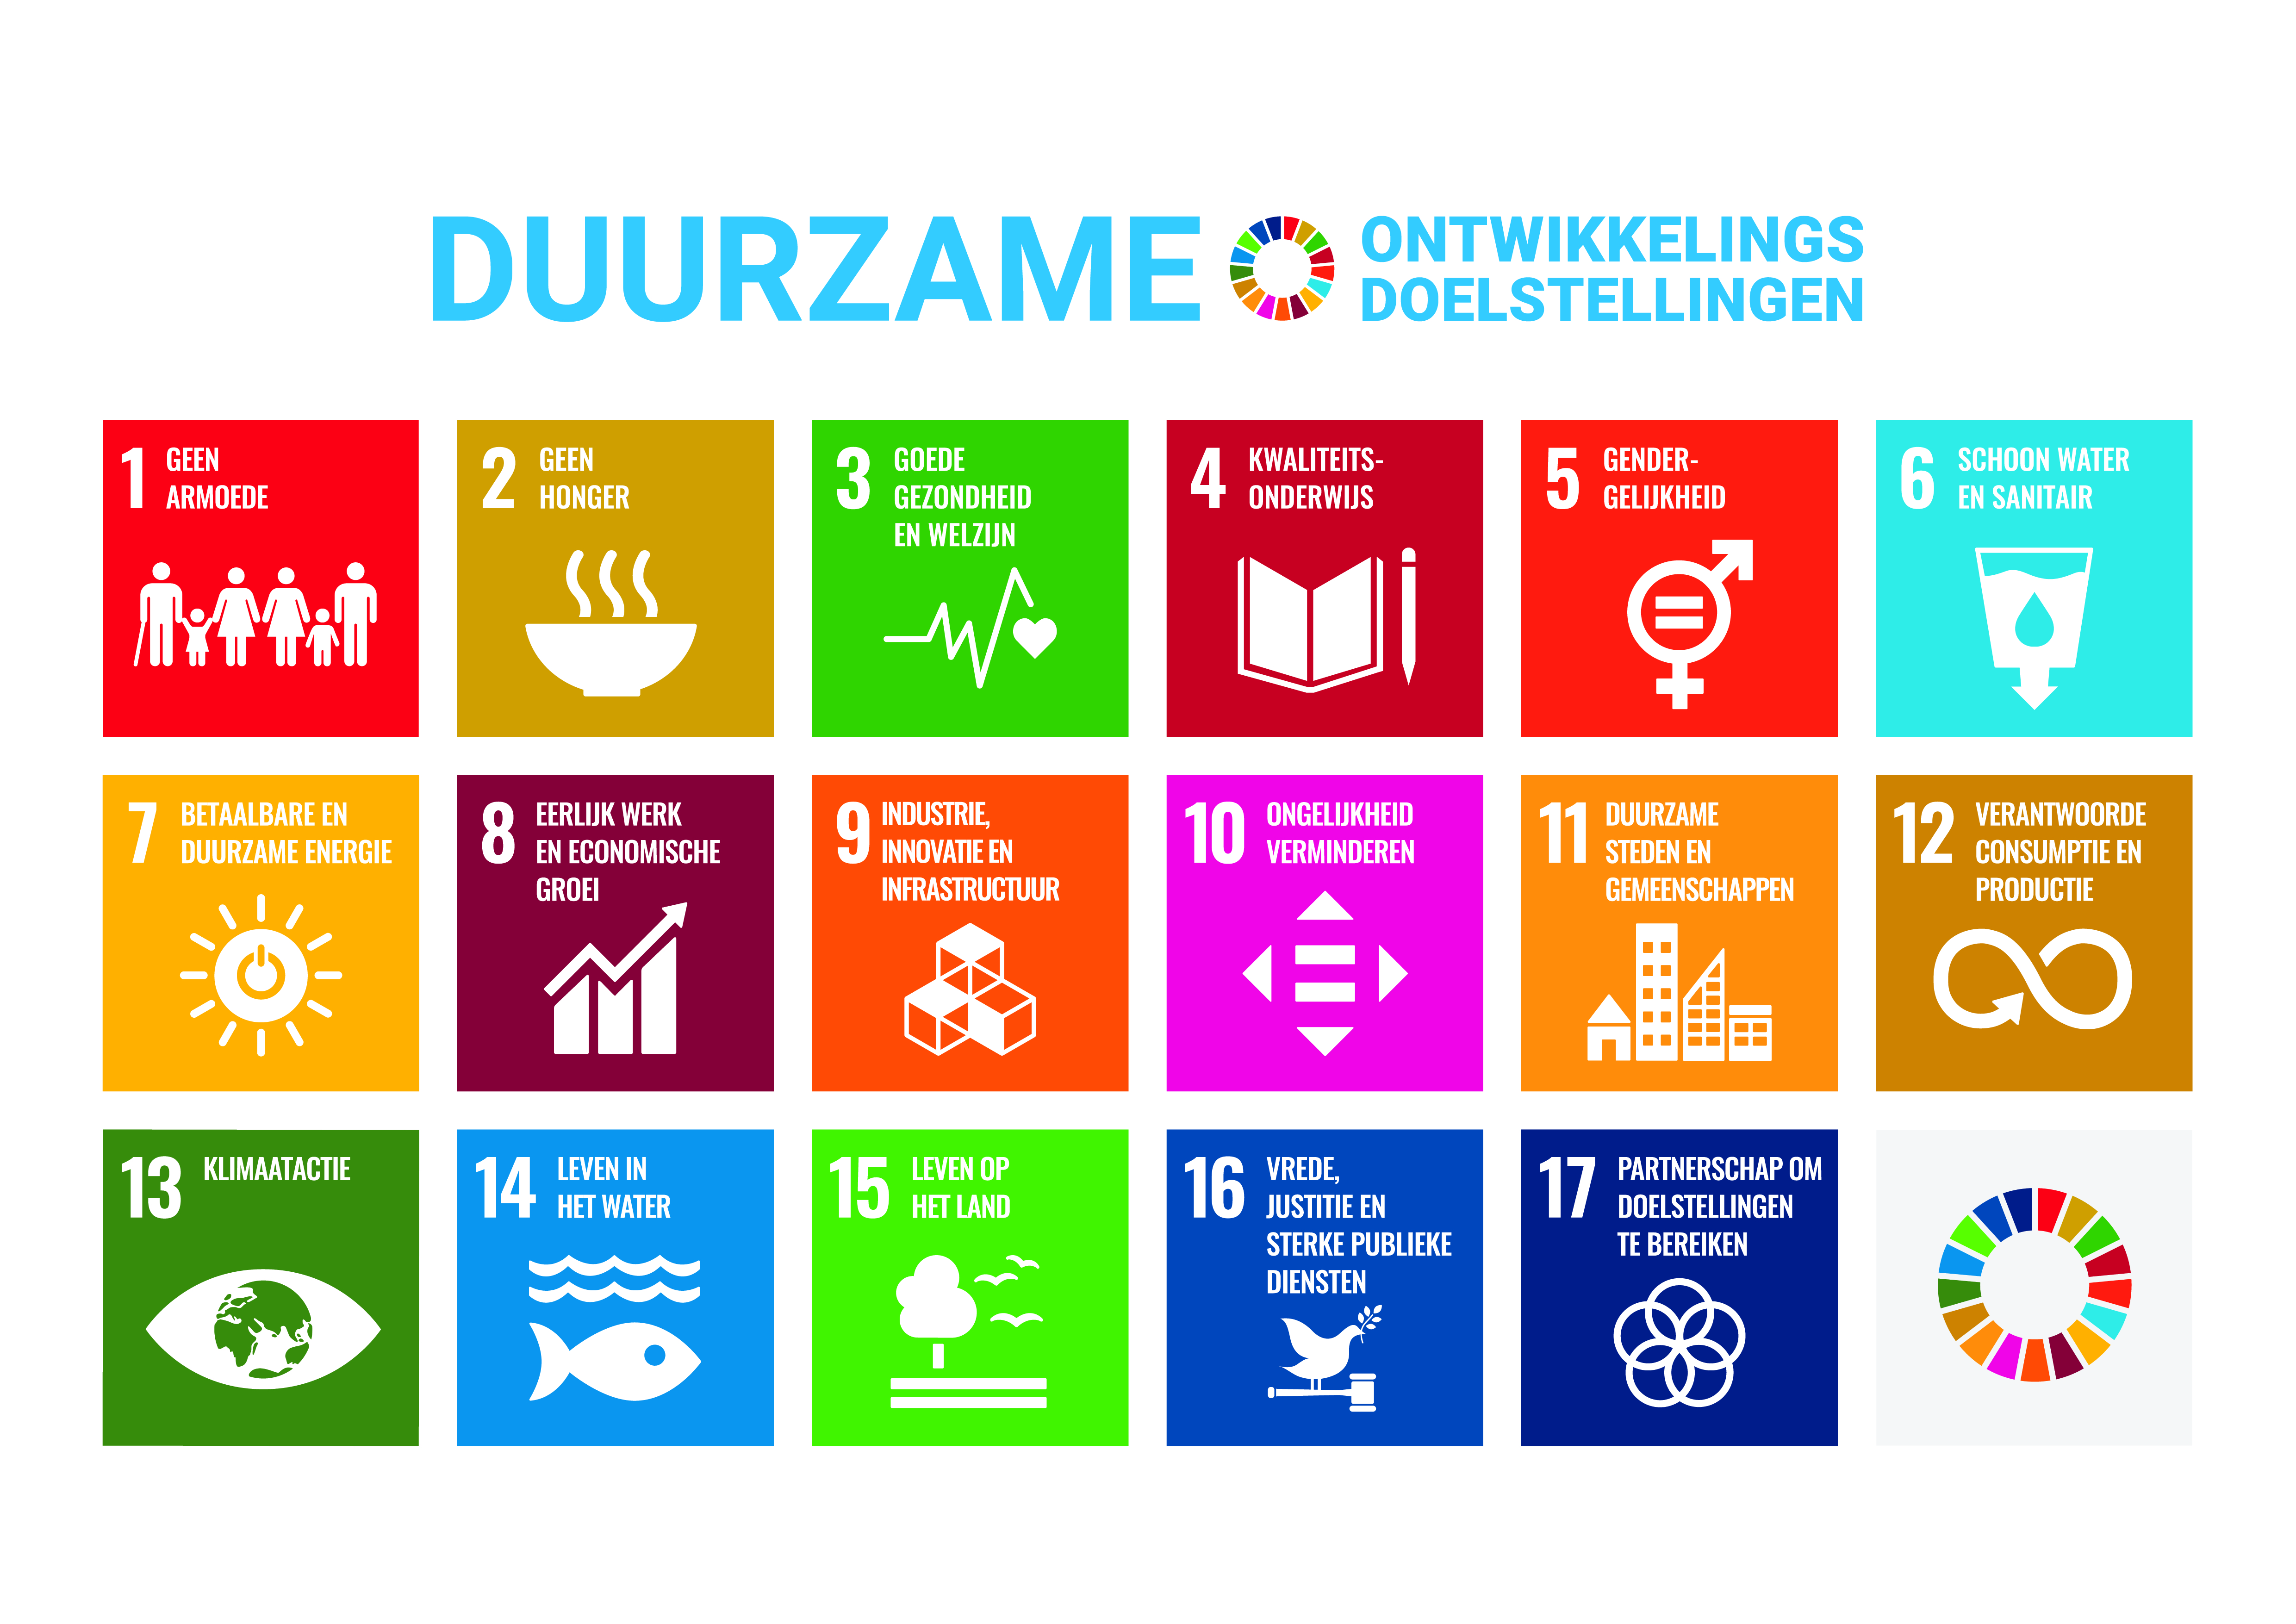 DUURZAME
ONTWIKKELINGS
DOELSTELLINGEN
1
GEEN
ARMOEDE
2
GEEN
HONGER
3
GOEDE
GEZONDHEID
EN WELZIJN
4
KWALITEITS-
ONDERWIJS
5
GENDER-
GELIJKHEID
6
SCHOON WATER
EN SANITAIR
7
BETAALBARE EN
DUURZAME ENERGIE
8
EERLIJK WERK
EN ECONOMISCHE
GROEI
9
INDUSTRIE,
INNOVATIE EN
INFRASTRUCTUUR
10
ONGELIJKHEID
VERMINDEREN
11
DUURZAME
STEDEN EN
GEMEENSCHAPPEN
12
VERANTWOORDE
CONSUMPTIE EN
PRODUCTIE
13
KLIMAATACTIE
14
LEVEN IN
HET WATER
15
LEVEN OP
HET LAND
16
VREDE,
JUSTITIE EN
STERKE PUBLIEKE
DIENSTEN
17
PARTNERSCHAP OM
DOELSTELLINGEN
TE BEREIKEN